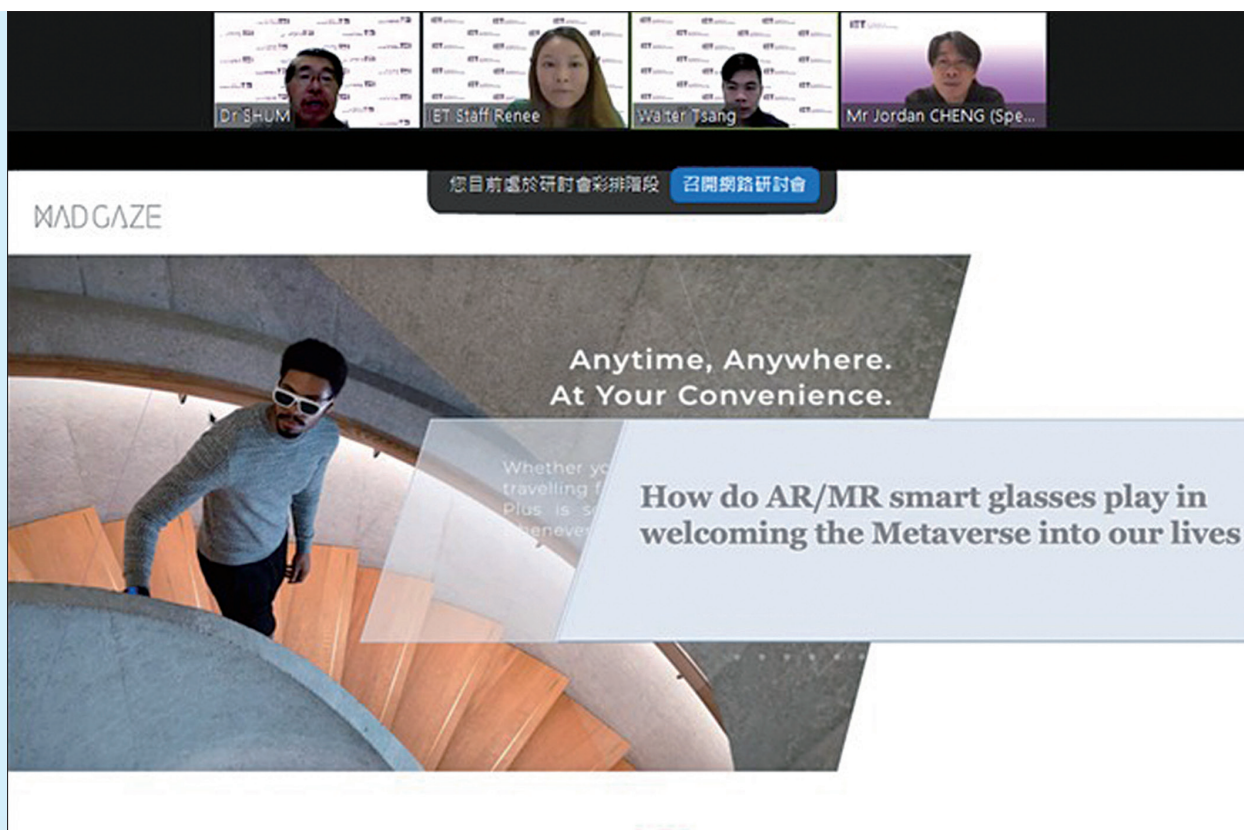 Dr SHUM
IET Staff Renee
Walter Tsang
Mr Jordan CHENG (Spe...
IET
您目前處於研討會彩排階段
召開網路研討會
MAD GAZE
Anytime, Anywhere.
At Your Convenience.
Whether yo
travelling f
Plus is s
whenever
How do AR/MR smart glasses play in
welcoming the Metaverse into our lives